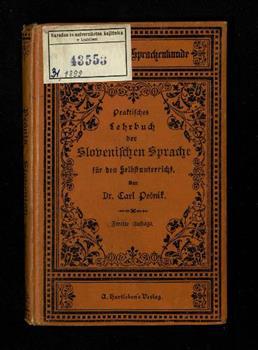 Narodna in univerzitetna knjižnica
v Ljubljani
43553
Sprachenkunde
Praktisches
Lehrbuch
der
Slovenischen Sprache
für den Selbstunterricht.
Von
Dr. Carl Pečnik.
Zweite Auflage.
A. Hartleben's Verlag.